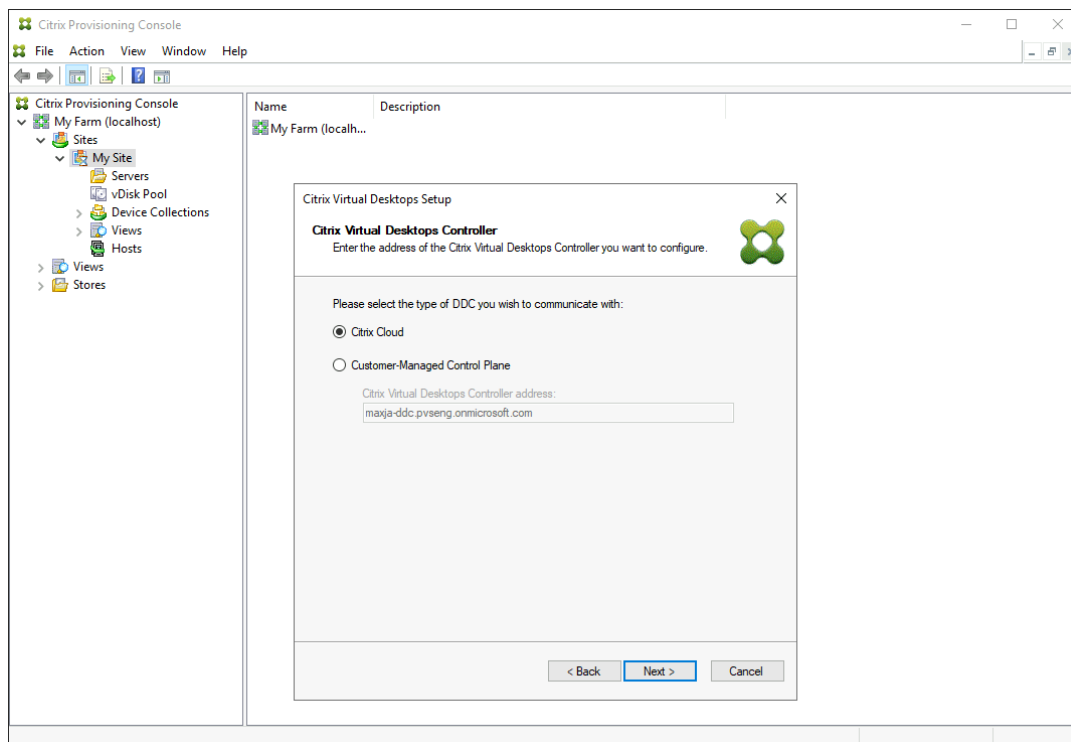 Citrix Provisioning Console
File Action View Window Help
Citrix Provisioning Console
My Farm (localhost)
Sites
My Site
Servers
vDisk Pool
Device Collections
Views
Hosts
Views
Stores
Name Description
My Farm (localh...
Citrix Virtual Desktops Setup
Citrix Virtual Desktops Controller
Enter the address of the Citrix Virtual Desktops Controller you want to configure.
Please select the type of DDC you wish to communicate with:
Citrix Cloud
Customer-Managed Control Plane
Citrix Virtual Desktops Controller address:
maxja-ddc.pvseng.onmicrosoft.com
< Back Next > Cancel